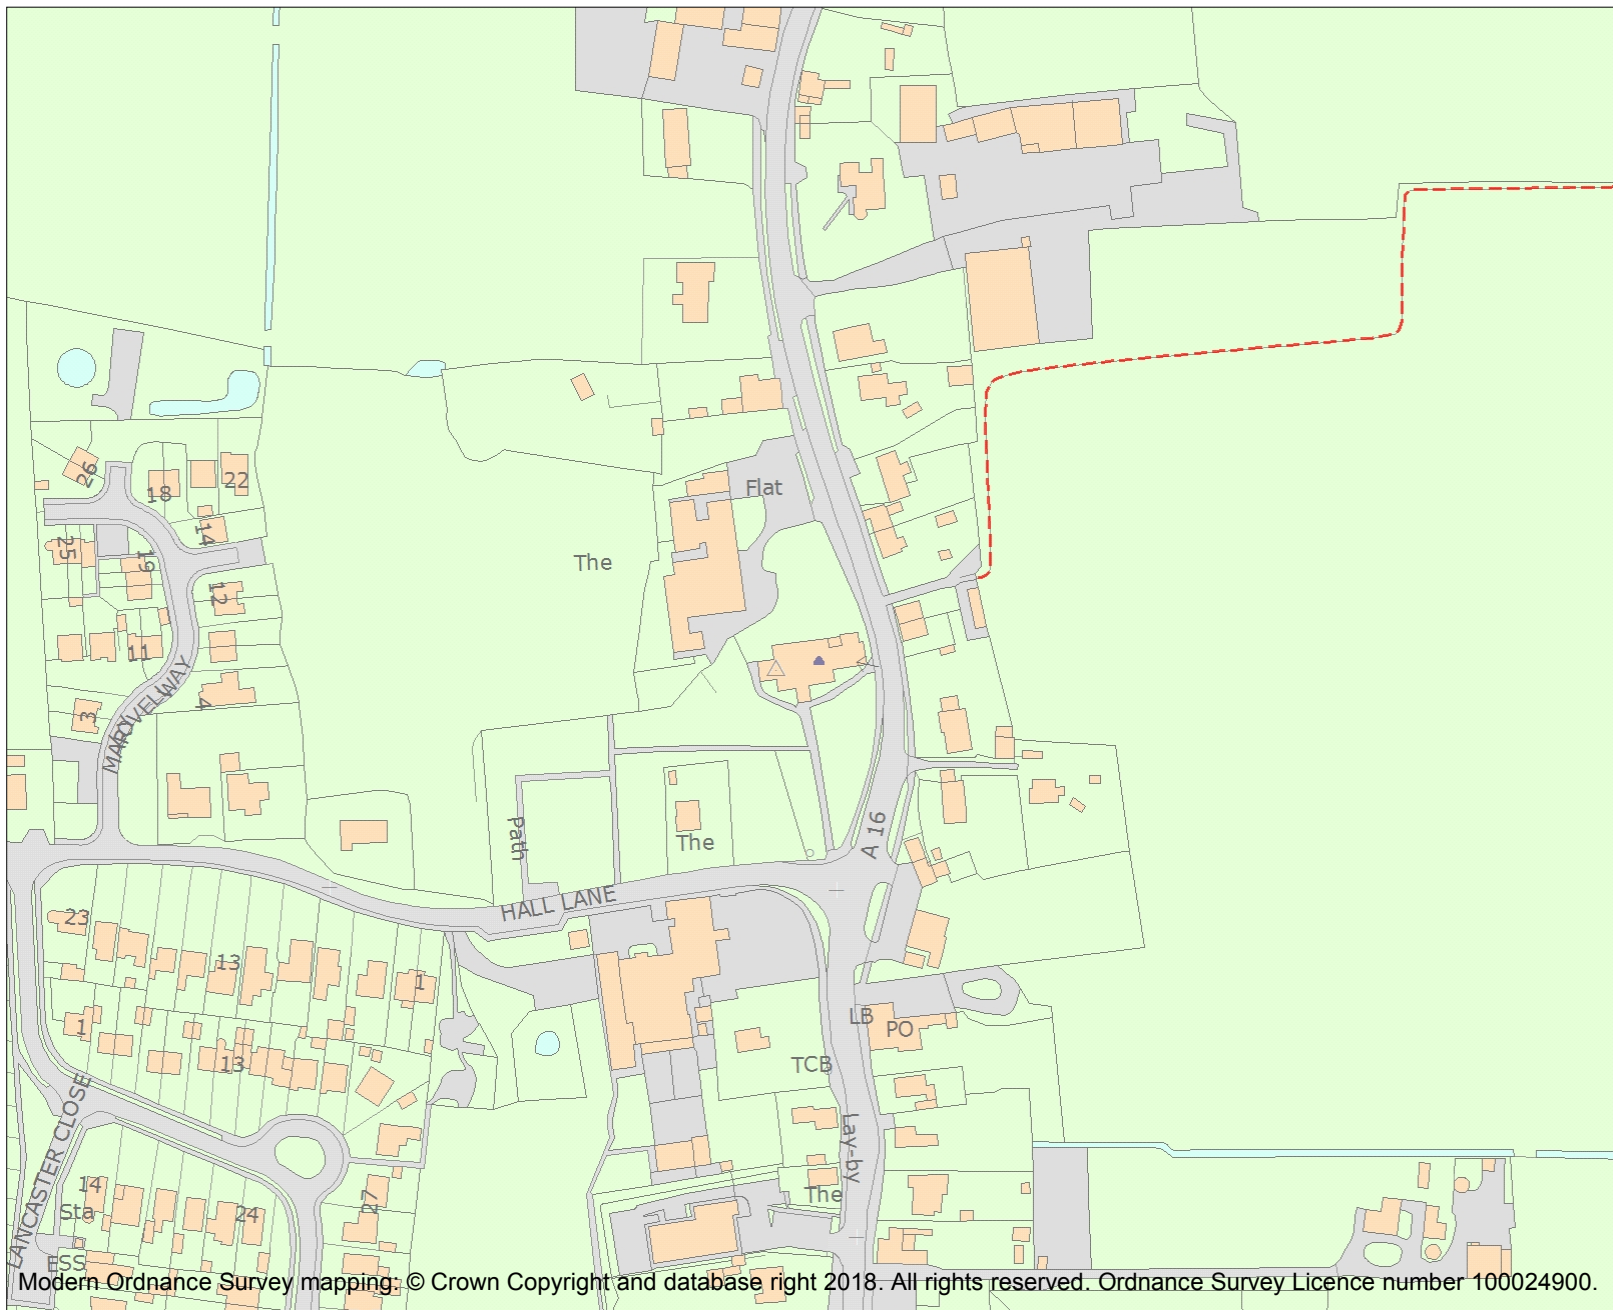 Flat
26
18
22
14
25
19
The
12
11
MARY
LOVELWAY
4
3
A 16
Path
The
HALL LANE
23
13
1
1
LB
PO
13
TCB
LANCASTER CLOSE
Lay-by
14
27
The
Sta
24
ESS
Modern Ordnance Survey mapping: © Crown Copyright and database right 2018. All rights reserved. Ordnance Survey Licence number 100024900.